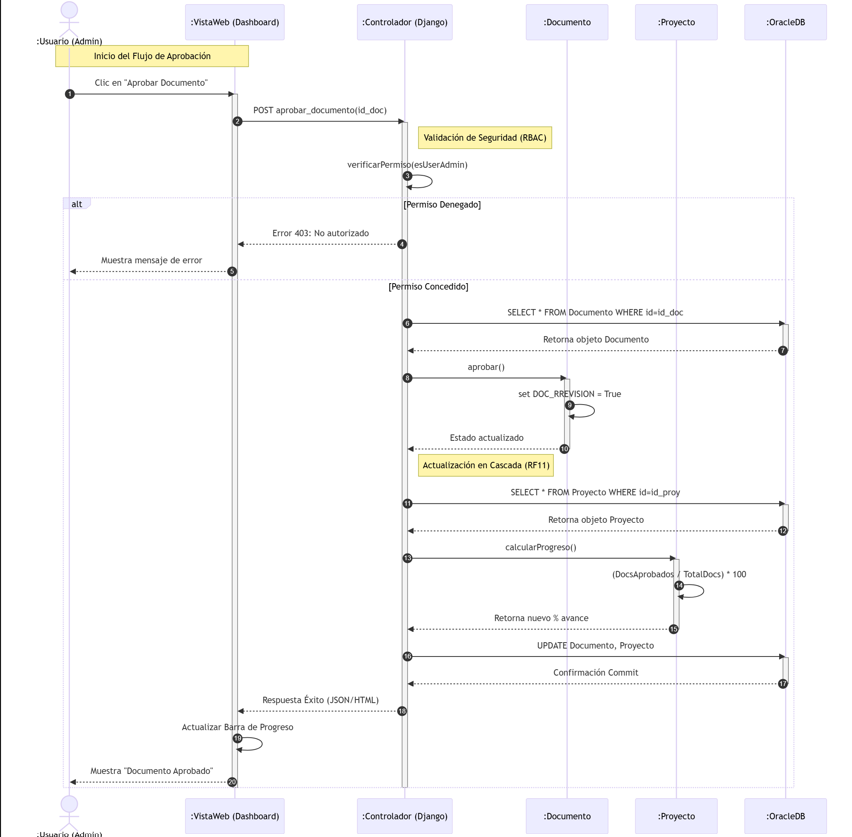 :Usuario (Admin)
:VistaWeb (Dashboard)
:Controlador (Django)
:Documento
:Proyecto
:OracleDB
Inicio del Flujo de Aprobación
Clic en "Aprobar Documento"
1
POST aprobar_documento(id_doc)
2
Validación de Seguridad (RBAC)
verificarPermiso(esUserAdmin)
3
alt
[Permiso Denegado]
Error 403: No autorizado
4
Muestra mensaje de error
5
[Permiso Concedido]
SELECT * FROM Documento WHERE id=id_doc
6
Retorna objeto Documento
7
aprobar()
8
set DOC_RREVISION = True
9
Estado actualizado
10
Actualización en Cascada (RF11)
SELECT * FROM Proyecto WHERE id=id_proy
11
Retorna objeto Proyecto
12
calcularProgreso()
13
(DocsAprobados / TotalDocs) * 100
14
Retorna nuevo % avance
15
UPDATE Documento, Proyecto
16
Confirmación Commit
17
Respuesta Éxito (JSON/HTML)
18
Actualizar Barra de Progreso
19
Muestra "Documento Aprobado"
20
:Usuario (Admin)
:VistaWeb (Dashboard)
:Controlador (Django)
:Documento
:Proyecto
:OracleDB